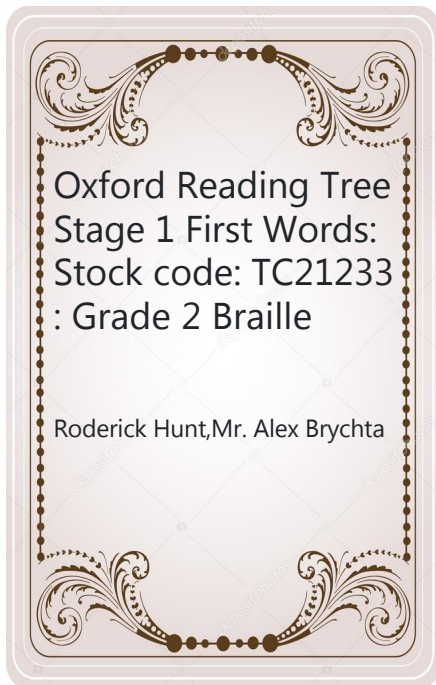 Oxford Reading Tree
Stage 1 First Words:
Stock code: TC21233
: Grade 2 Braille
Roderick Hunt,Mr. Alex Brychta